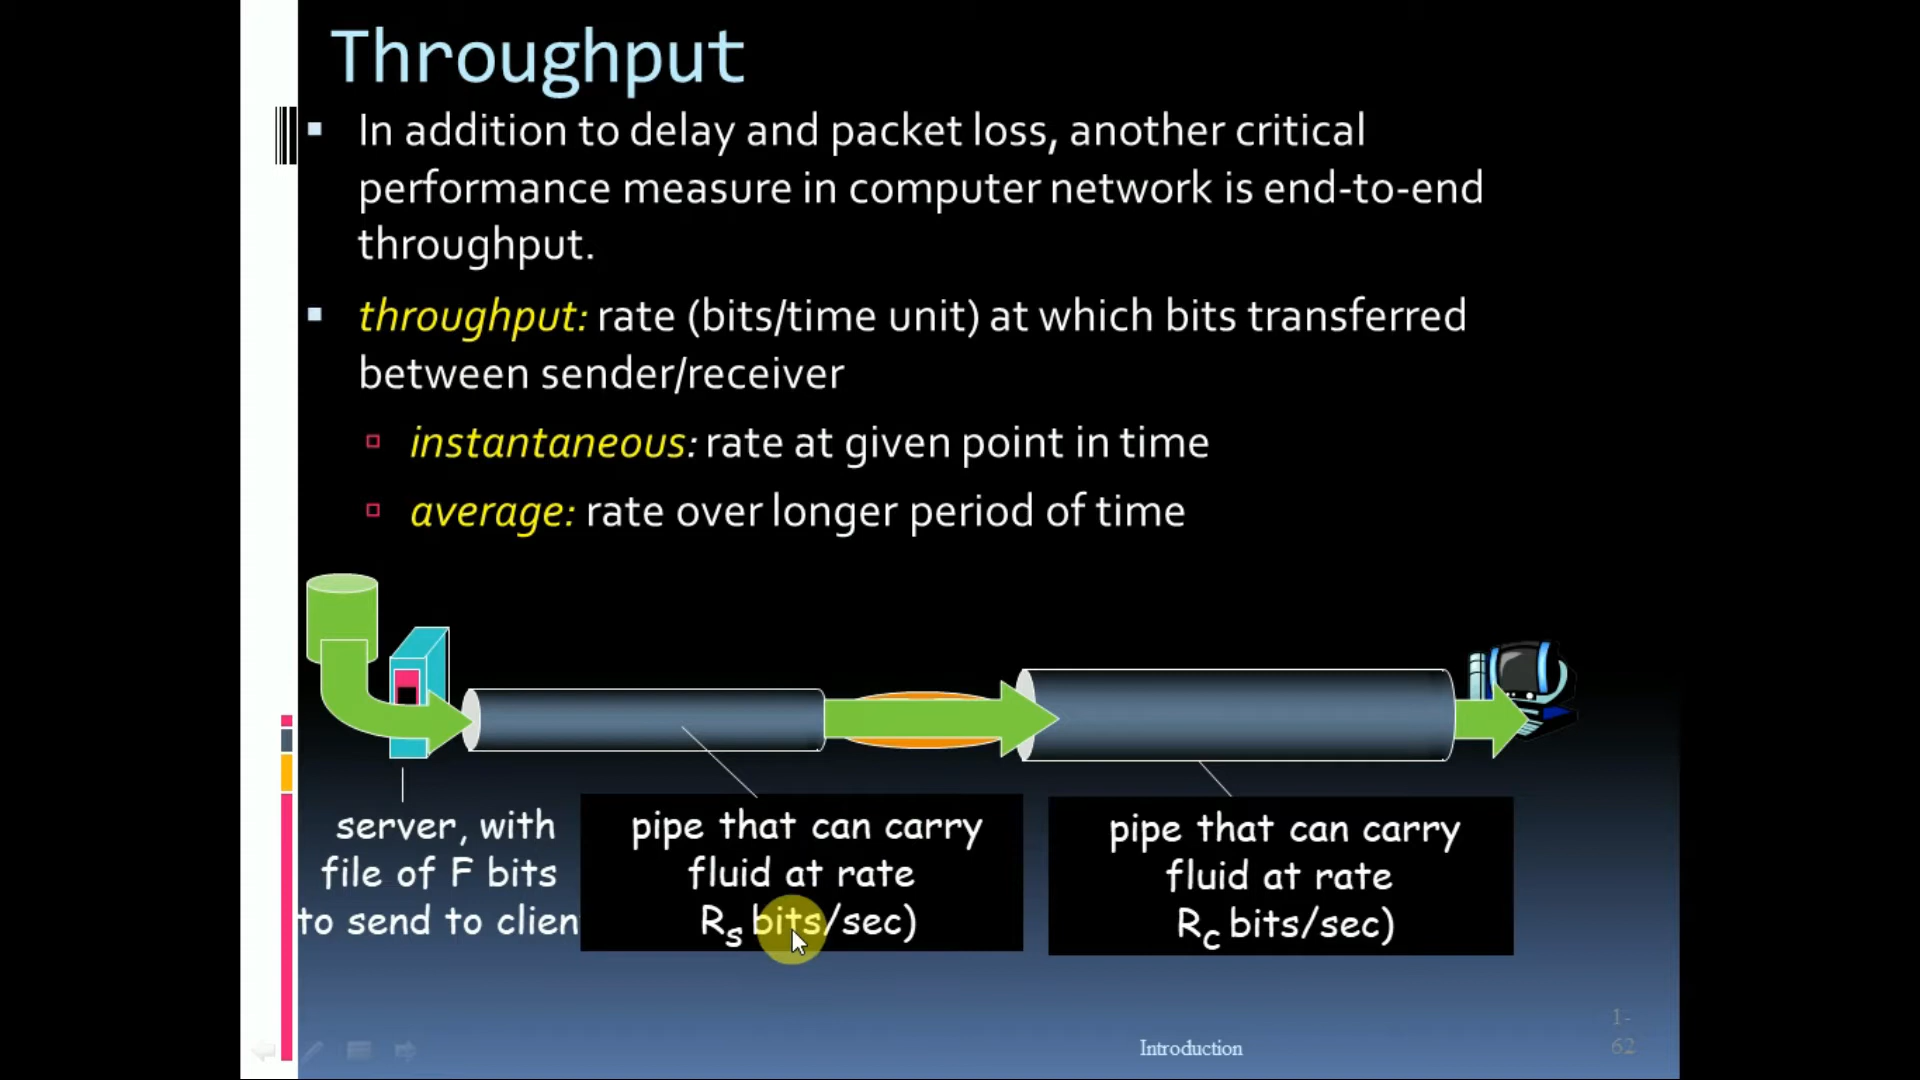 Throughput
In addition to delay and packet loss, another critical
performance measure in computer network is end-to-end
throughput.
throughput: rate (bits/time unit) at which bits transferred
between sender/receiver
instantaneous: rate at given point in time
average: rate over longer period of time
server, with
file of F bits
to send to clien
pipe that can carry
fluid at rate
Rs bits/sec)
pipe that can carry
fluid at rate
Rc bits/sec)
Introduction
1-
62